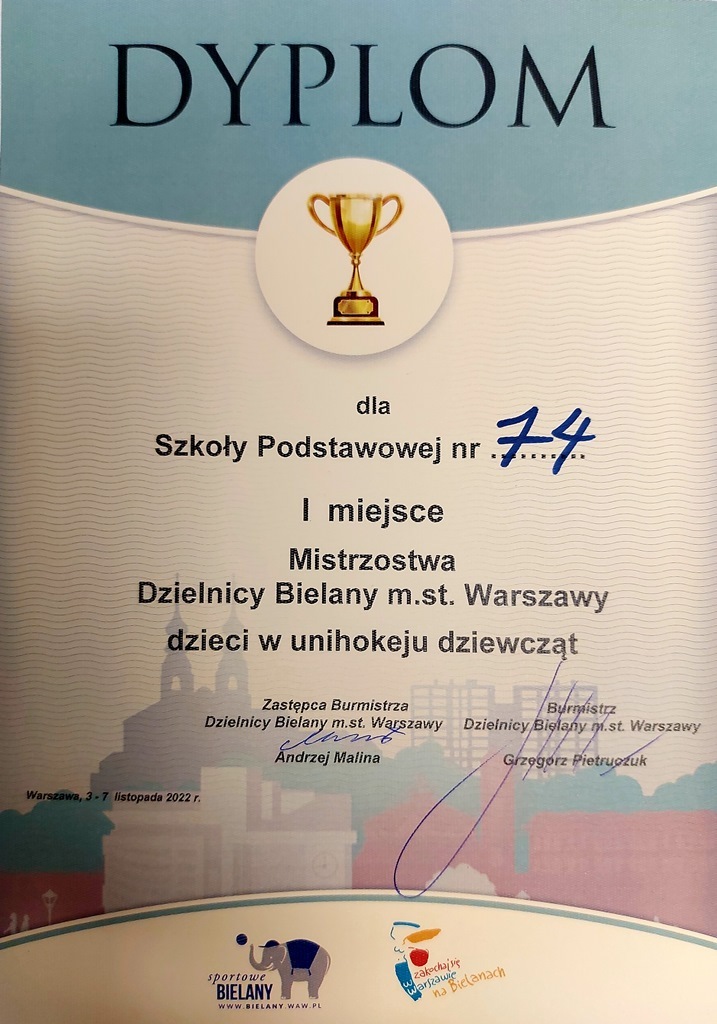 DYPLOM
dla
Szkoły Podstawowej nr 74
I miejsce
Mistrzostwa
Dzielnicy Bielany m.st. Warszawy
dzieci w unihokeju dziewcząt
Zastępca Burmistrza
Dzielnicy Bielany m.st. Warszawy
Andrzej Malina
Burmistrz
Dzielnicy Bielany m.st. Warszawy
Grzegorz Pietruczuk
Warszawa, 3 - 7 listopada 2022 r.
sportowe
BIELANY
WWW.BIELANY.WAW.PL
zakochaj się
w Warszawie
na Bielanach